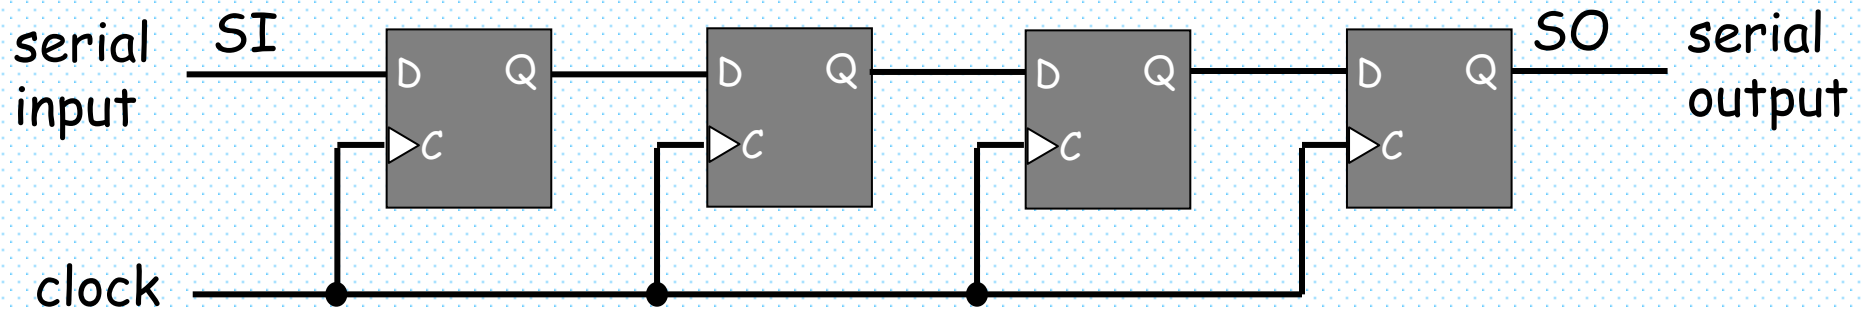 serial
input
SI
D Q
C
D Q
C
D Q
C
D Q
C
SO
serial
output
clock